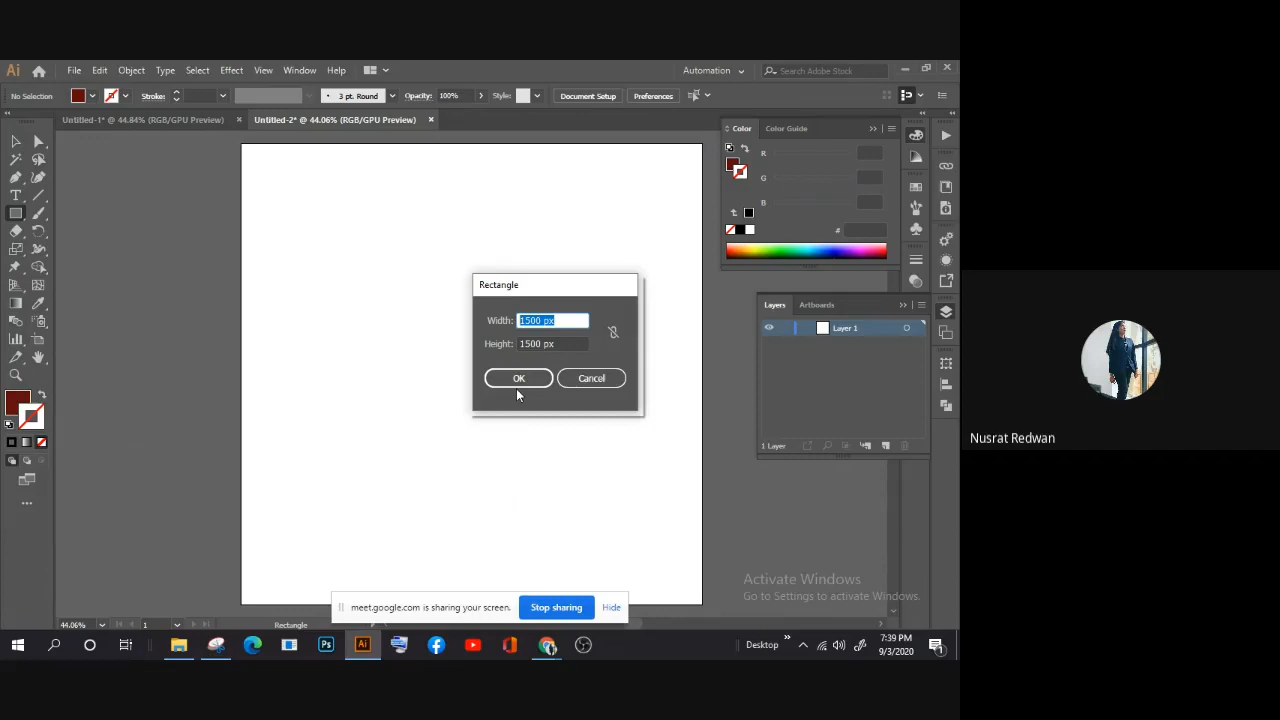 Ai File Edit Object Type Select Effect View Window Help Automation Search Adobe Stock
No Selection Stroke: 3 pt. Round Opacity: 100% Style: Document Setup Preferences
Untitled-1* @ 44.84% (RGB/GPU Preview) × Untitled-2* @ 44.06% (RGB/GPU Preview) ×
Color Color Guide
R
G
B
#
Rectangle
Width: 1500 px
Height: 1500 px
OK Cancel
Layers Artboards
Layer 1
1 Layer
Nusrat Redwan
Activate Windows
Go to Settings to activate Windows.
meet.google.com is sharing your screen. Stop sharing Hide
44.06% 1 Rectangle
Ps Ai Desktop 7:39 PM
9/3/2020